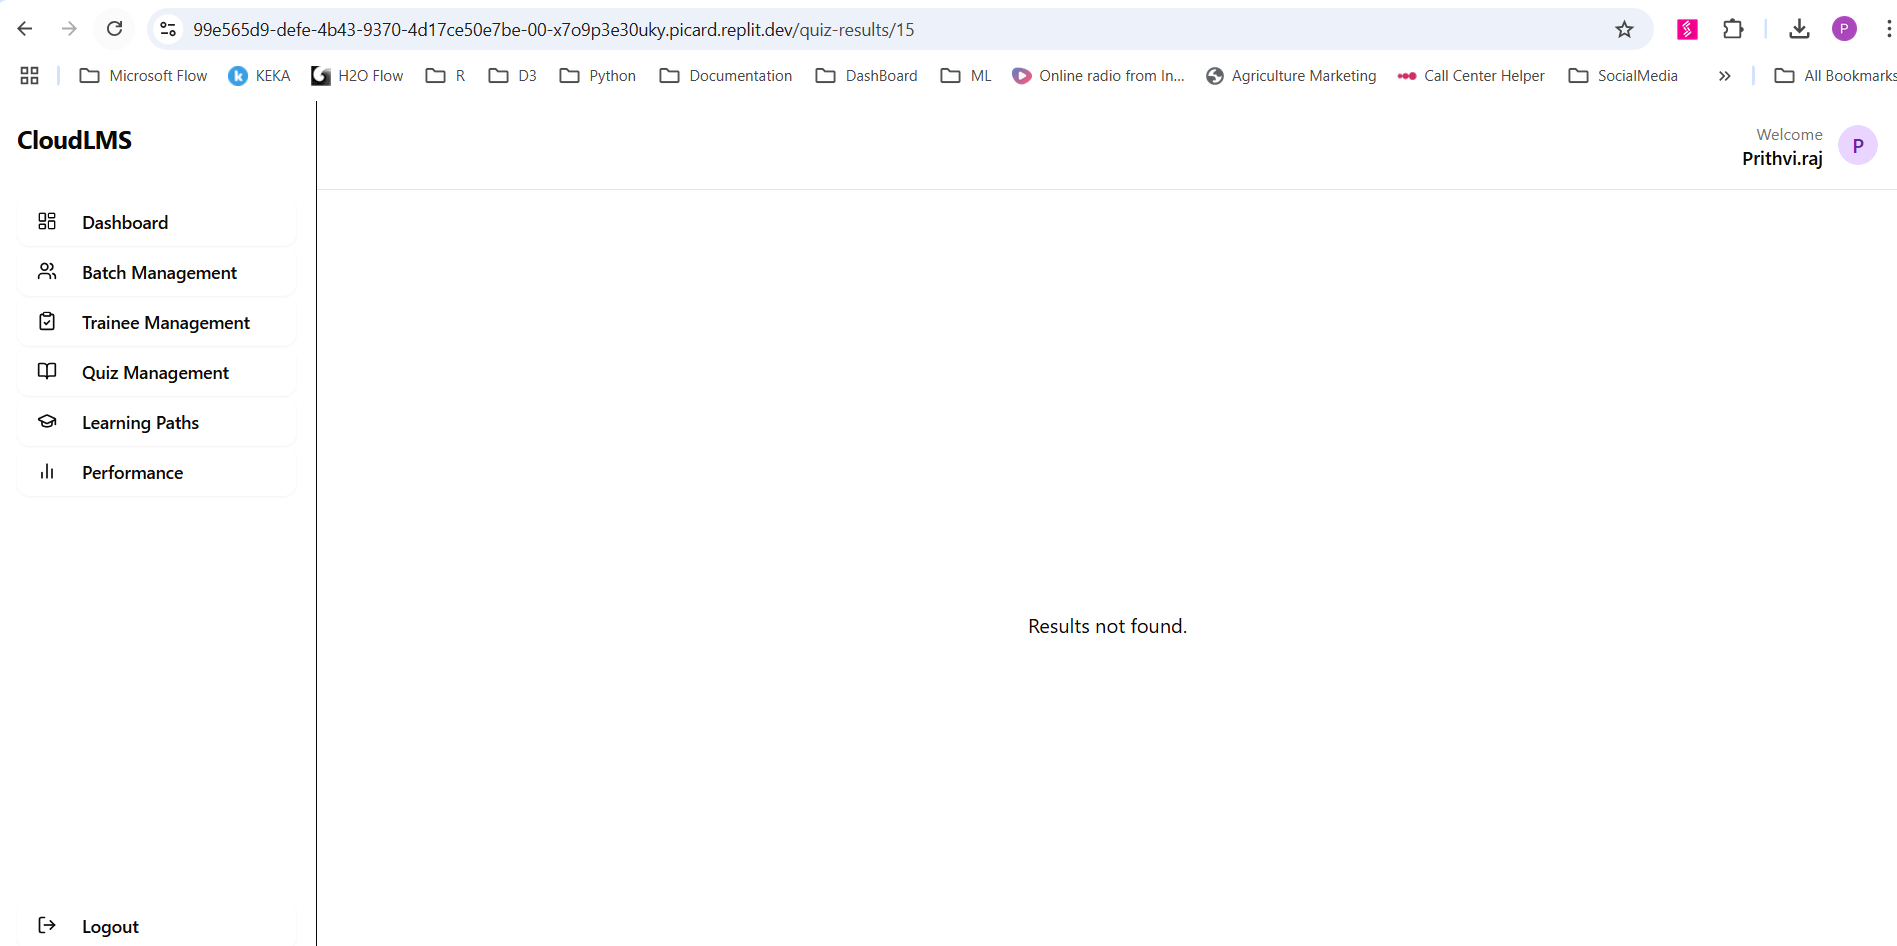 99e565d9-defe-4b43-9370-4d17ce50e7be-00-x7o9p3e30uky.picard.replit.dev/quiz-results/15
P
Microsoft Flow KEKA H2O Flow R D3 Python Documentation DashBoard ML Online radio from In... Agriculture Marketing Call Center Helper SocialMedia » All Bookmarks
CloudLMS
Welcome
Prithvi.raj
P
Dashboard
Batch Management
Trainee Management
Quiz Management
Learning Paths
Performance
Results not found.
Logout